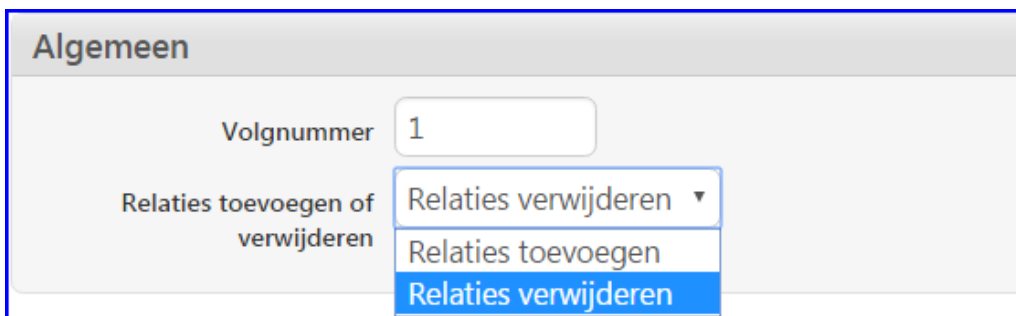 Algemeen
Volgnummer 1
Relaties toevoegen of
verwijderen
Relaties verwijderen
Relaties toevoegen
Relaties verwijderen